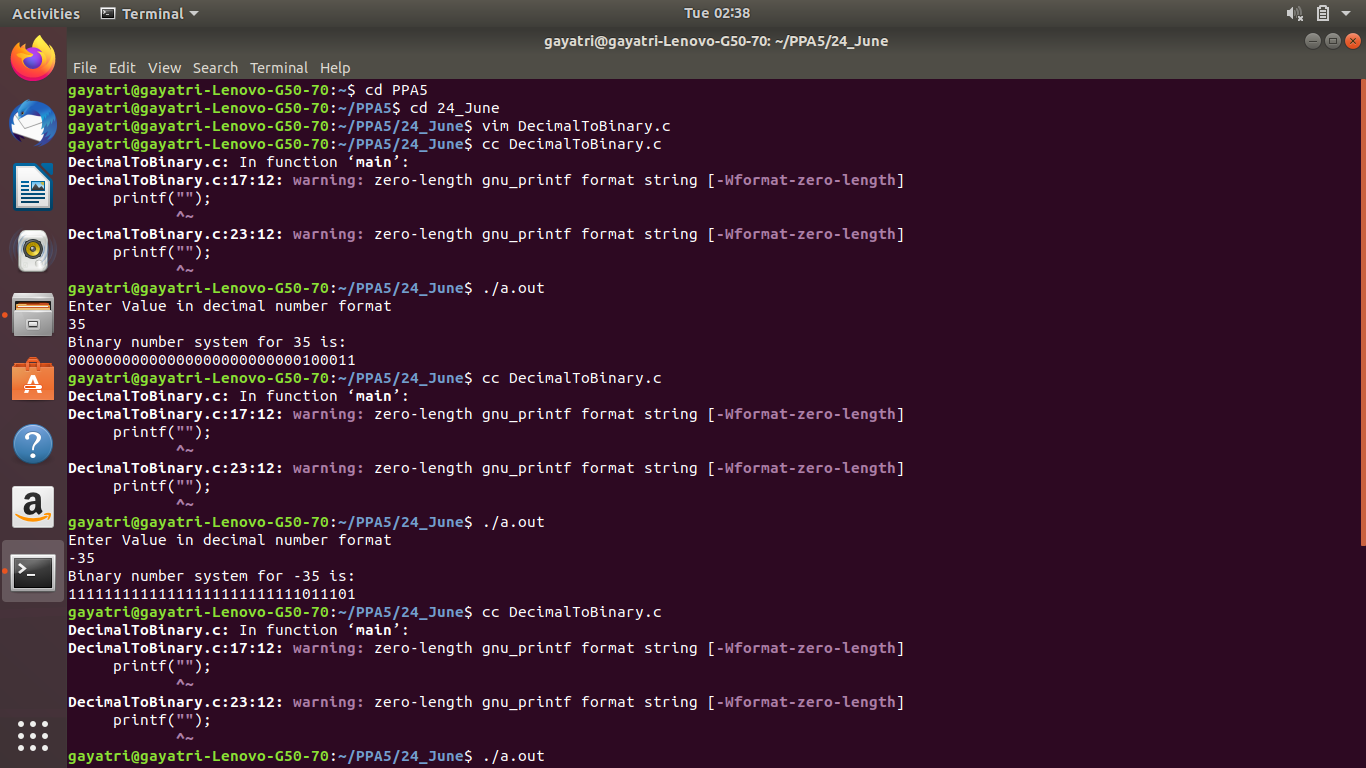 Activities Terminal Tue 02:38
gayatri@gayatri-Lenovo-G50-70: ~/PPA5/24_June
File Edit View Search Terminal Help
gayatri@gayatri-Lenovo-G50-70:~$ cd PPA5
gayatri@gayatri-Lenovo-G50-70:~/PPA5$ cd 24_June
gayatri@gayatri-Lenovo-G50-70:~/PPA5/24_June$ vim DecimalToBinary.c
gayatri@gayatri-Lenovo-G50-70:~/PPA5/24_June$ cc DecimalToBinary.c
DecimalToBinary.c: In function ‘main’:
DecimalToBinary.c:17:12: warning: zero-length gnu_printf format string [-Wformat-zero-length]
     printf("");
            ^~
DecimalToBinary.c:23:12: warning: zero-length gnu_printf format string [-Wformat-zero-length]
     printf("");
            ^~
gayatri@gayatri-Lenovo-G50-70:~/PPA5/24_June$ ./a.out
Enter Value in decimal number format
35
Binary number system for 35 is:
00000000000000000000000000100011
gayatri@gayatri-Lenovo-G50-70:~/PPA5/24_June$ cc DecimalToBinary.c
DecimalToBinary.c: In function ‘main’:
DecimalToBinary.c:17:12: warning: zero-length gnu_printf format string [-Wformat-zero-length]
     printf("");
            ^~
DecimalToBinary.c:23:12: warning: zero-length gnu_printf format string [-Wformat-zero-length]
     printf("");
            ^~
gayatri@gayatri-Lenovo-G50-70:~/PPA5/24_June$ ./a.out
Enter Value in decimal number format
-35
Binary number system for -35 is:
11111111111111111111111111011101
gayatri@gayatri-Lenovo-G50-70:~/PPA5/24_June$ cc DecimalToBinary.c
DecimalToBinary.c: In function ‘main’:
DecimalToBinary.c:17:12: warning: zero-length gnu_printf format string [-Wformat-zero-length]
     printf("");
            ^~
DecimalToBinary.c:23:12: warning: zero-length gnu_printf format string [-Wformat-zero-length]
     printf("");
            ^~
gayatri@gayatri-Lenovo-G50-70:~/PPA5/24_June$ ./a.out